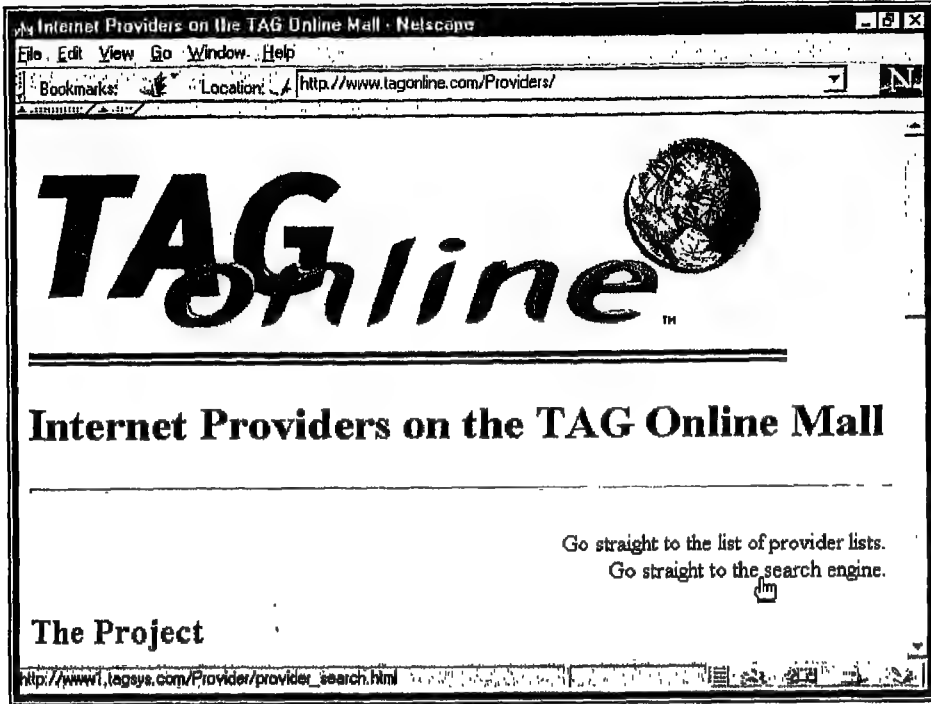 Internet Providers on the TAG Online Mall - Netscape
File Edit View Go Window Help
Bookmarks: Location: http://www.tagonline.com/Providers/
N
TAG
online
TM
Internet Providers on the TAG Online Mall
Go straight to the list of provider lists.
Go straight to the search engine.
The Project
http://www1.tagsys.com/Provider/provider_search.html